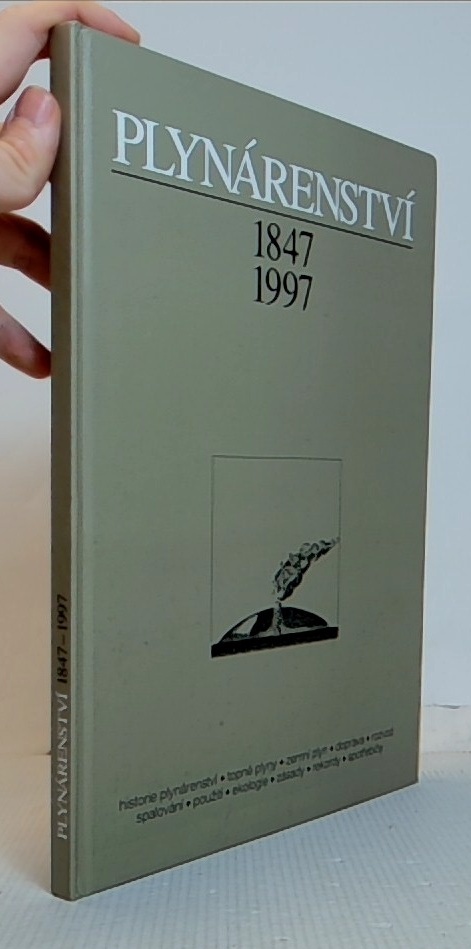 PLYNÁRENSTVÍ
1847
1997
historie plynárenství • topné plyny • zemní plyn • doprava • rozvod
spalování • použití • ekologie • zásady • rekordy • spotřebiče
PLYNÁRENSTVÍ 1847–1997